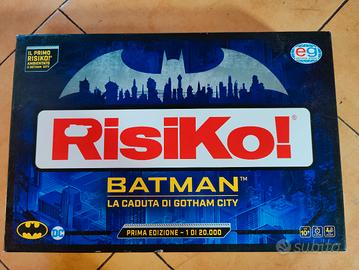 IL PRIMO
RISIKO!
AMBIENTATO
A GOTHAM CITY
eg
RisiKo!
BATMAN™
LA CADUTA DI GOTHAM CITY
PRIMA EDIZIONE - 1 DI 20.000
DC
10+
Subito